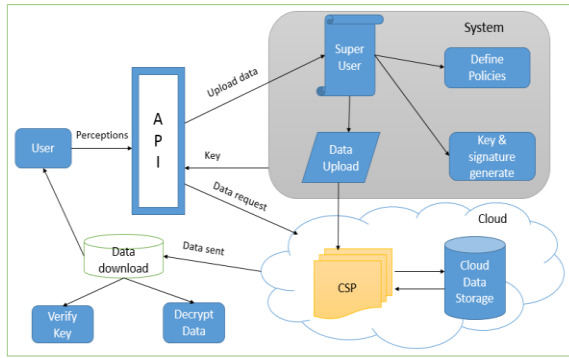 System
Super
User
Define
Policies
Upload data
A
P
I
User
Perceptions
Data
Upload
Key &
signature
generate
Key
Data request
Cloud
Data sent
Data
download
CSP
Cloud
Data
Storage
Verify
Key
Decrypt
Data